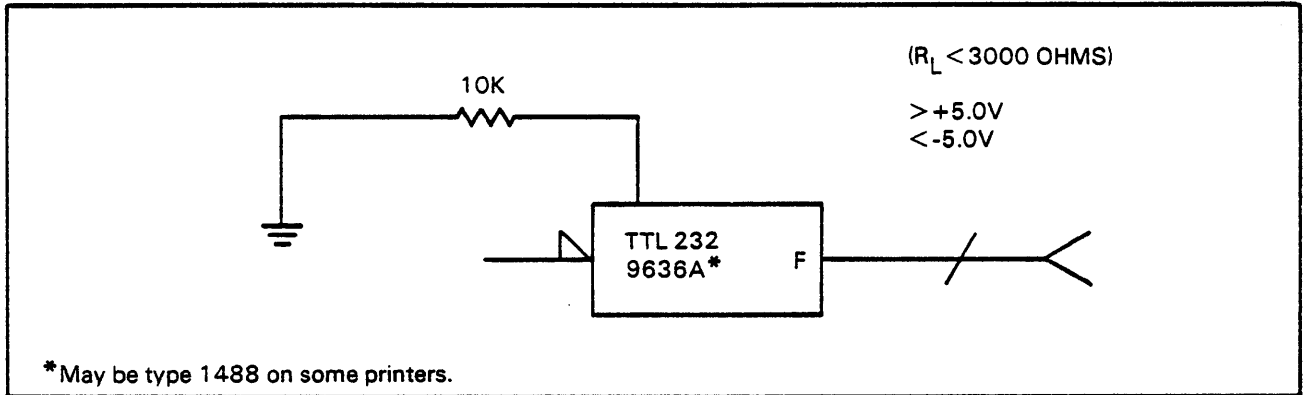 (R_L < 3000 OHMS)
10K
> +5.0V
< -5.0V
TTL 232
9636A* F
*May be type 1488 on some printers.